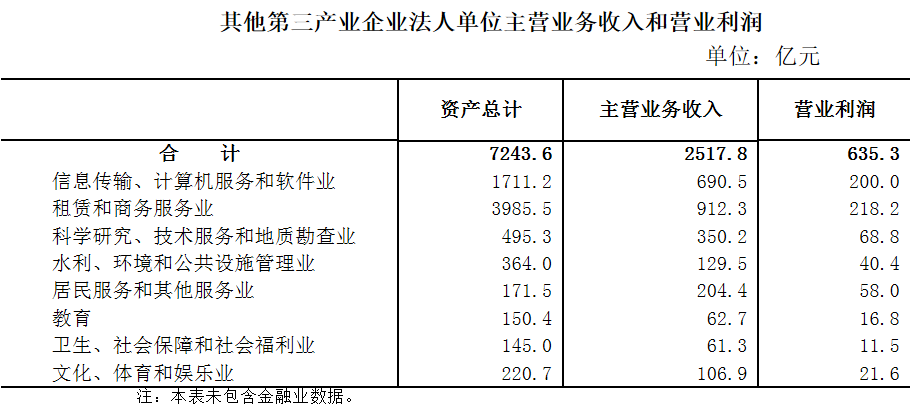 其他第三产业企业法人单位主营业务收入和营业利润
单位：亿元
资产总计 主营业务收入 营业利润
合 计 7243.6 2517.8 635.3
信息传输、计算机服务和软件业 1711.2 690.5 200.0
租赁和商务服务业 3985.5 912.3 218.2
科学研究、技术服务和地质勘查业 495.3 350.2 68.8
水利、环境和公共设施管理业 364.0 129.5 40.4
居民服务和其他服务业 171.5 204.4 58.0
教育 150.4 62.7 16.8
卫生、社会保障和社会福利业 145.0 61.3 11.5
文化、体育和娱乐业 220.7 106.9 21.6
注：本表未包含金融业数据。